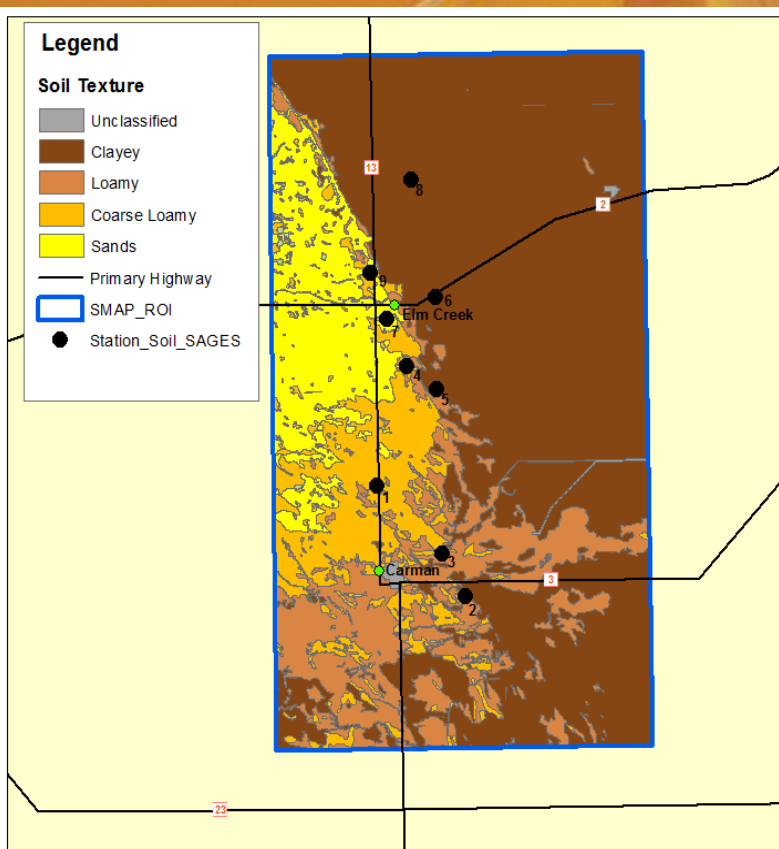 Legend
Soil Texture
Unclassified
Clayey
Loamy
Coarse Loamy
Sands
Primary Highway
SMAP_ROI
Station_Soil_SAGES
13
8
2
9
6
Elm Creek
7
4
5
1
3
Carman
3
2
23